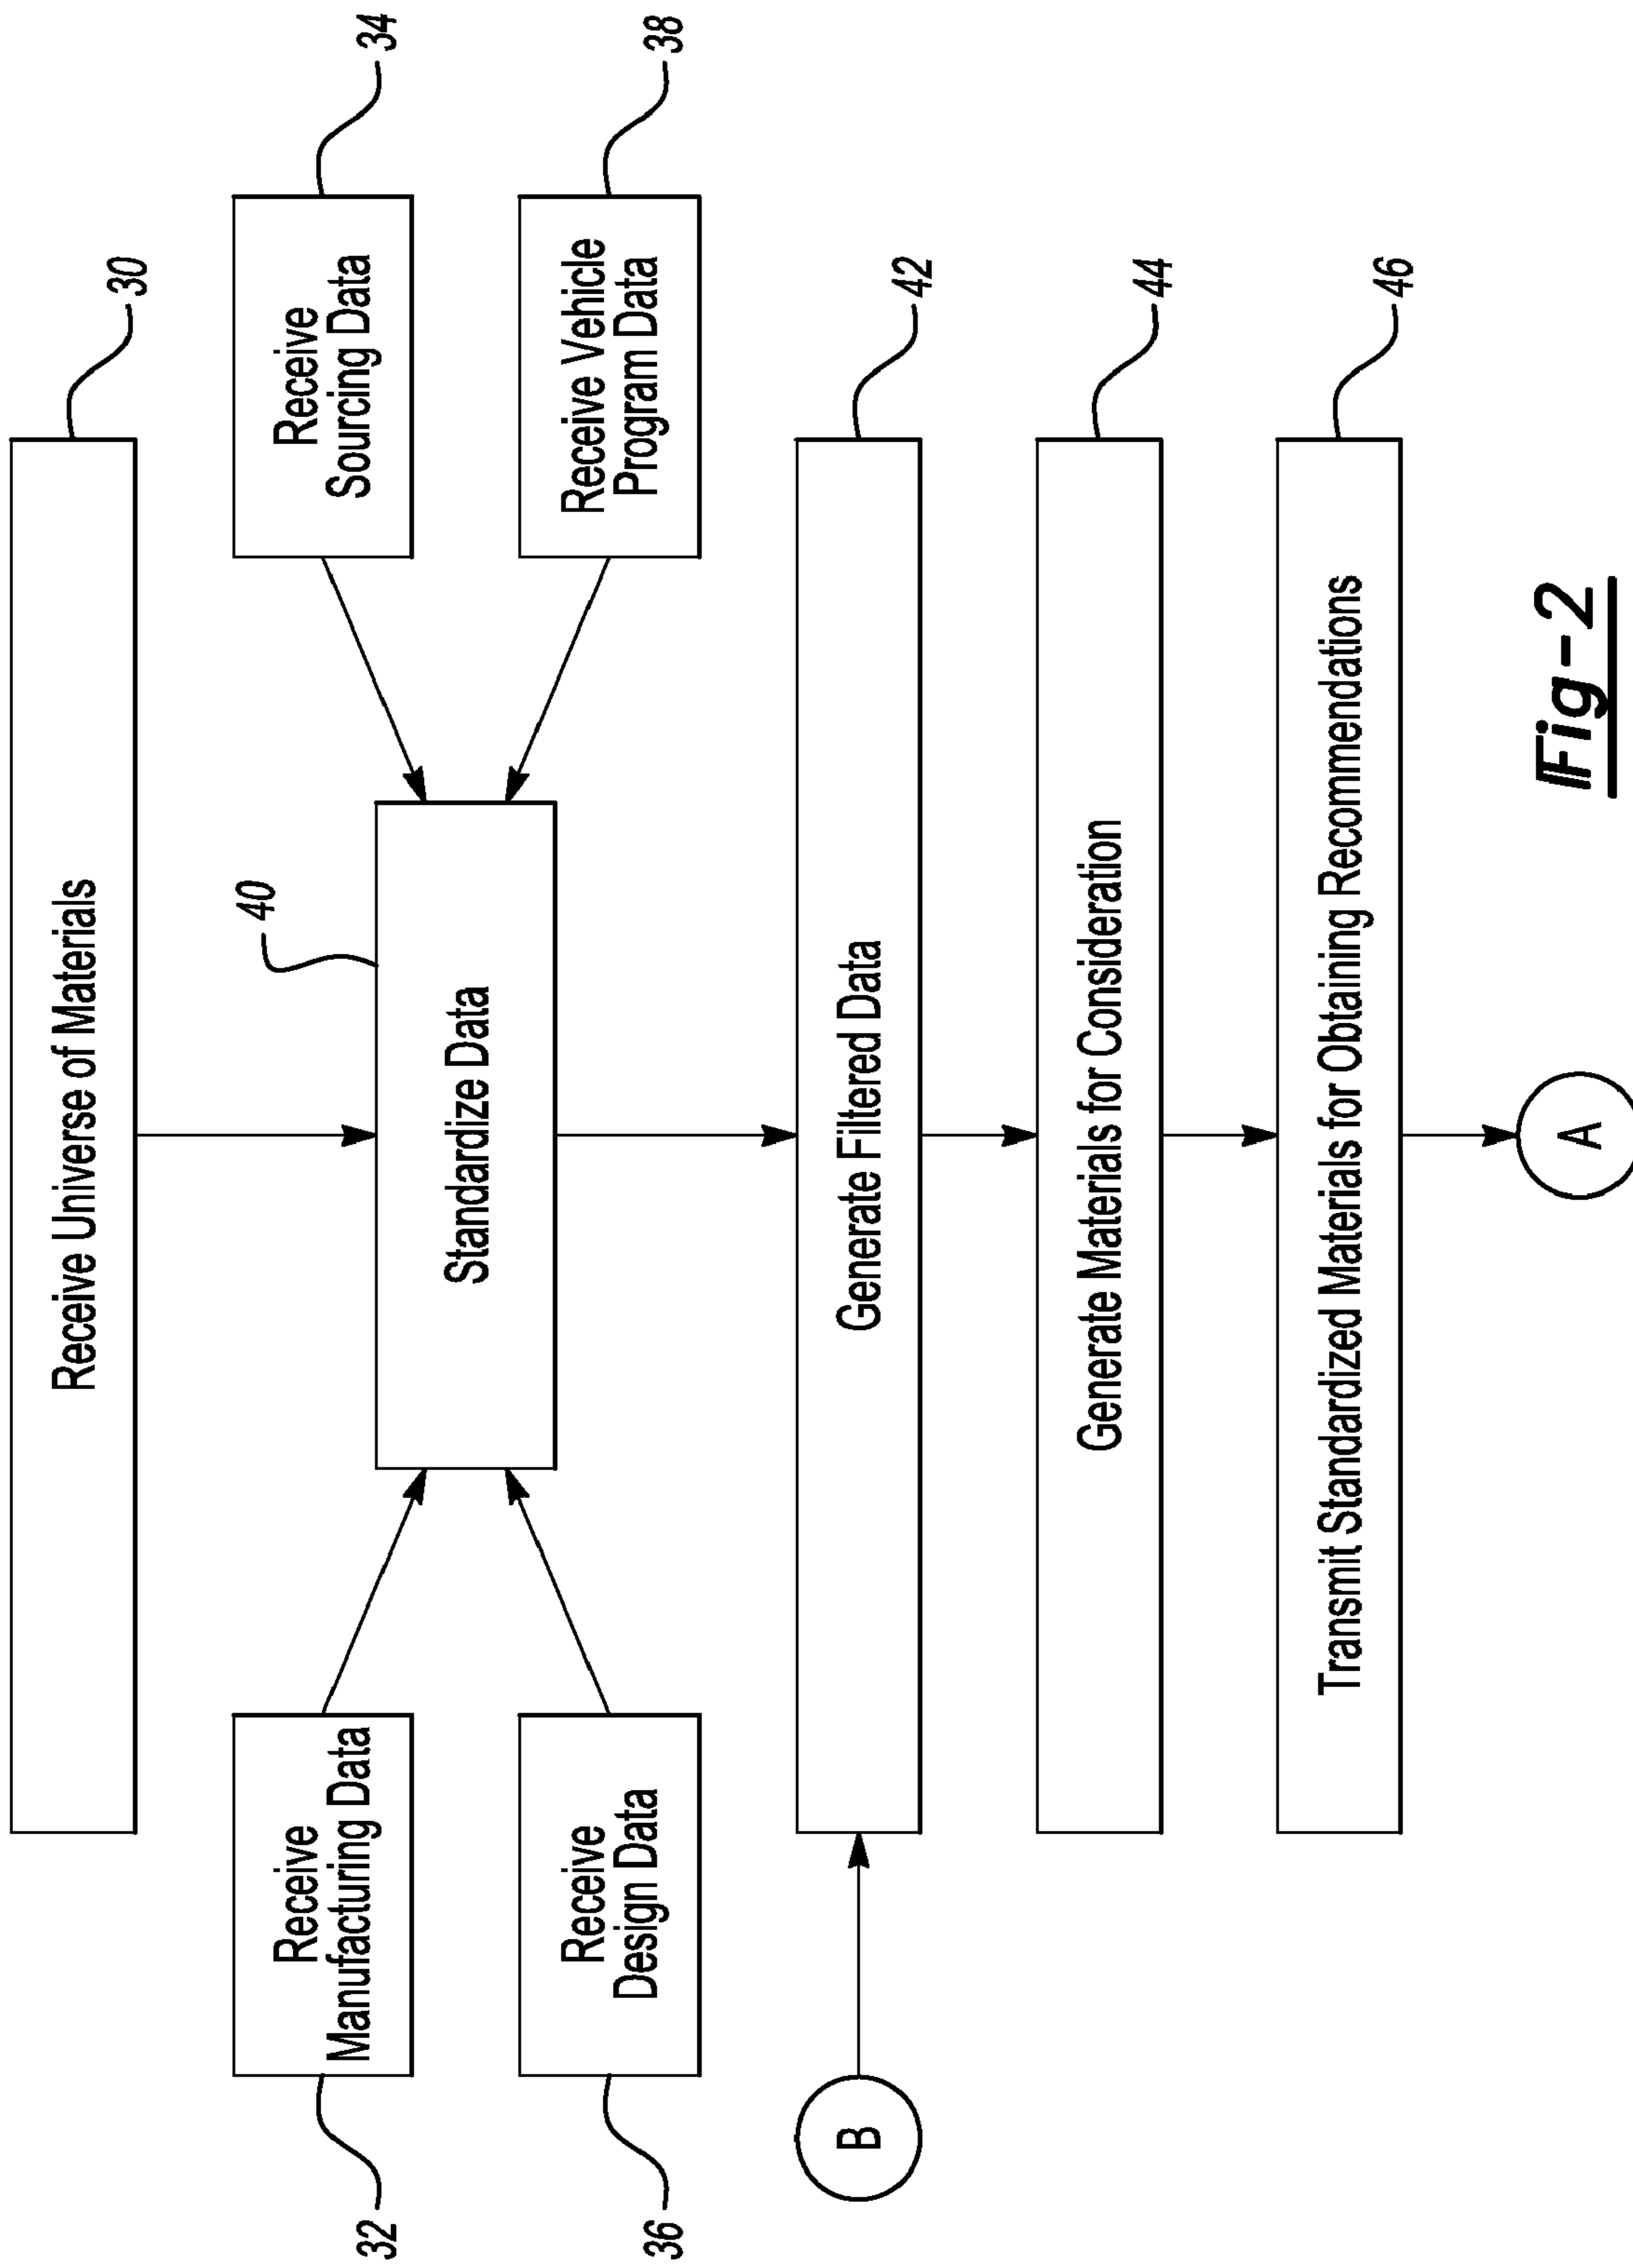 Receive Universe of Materials
30
Receive
Manufacturing Data
32
Receive
Sourcing Data
34
40
Standardize Data
Receive
Design Data
36
Receive Vehicle
Program Data
38
B
Generate Filtered Data
42
Generate Materials for Consideration
44
Transmit Standardized Materials for Obtaining Recommendations
46
A
Fig-2